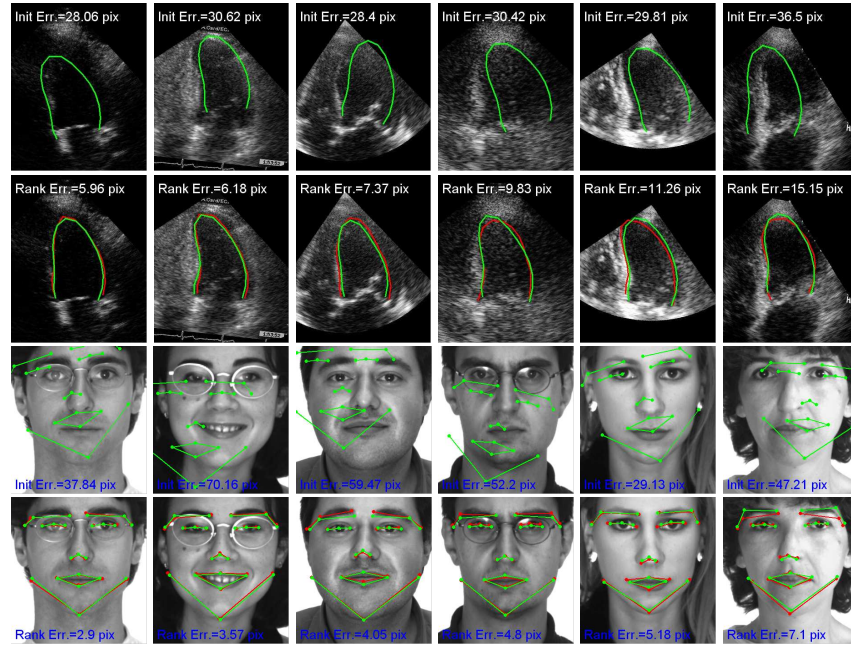 Init Err.=28.06 pix
Init Err.=30.62 pix
Init Err.=28.4 pix
Init Err.=30.42 pix
Init Err.=29.81 pix
Init Err.=36.5 pix
Rank Err.=5.96 pix
Rank Err.=6.18 pix
Rank Err.=7.37 pix
Rank Err.=9.83 pix
Rank Err.=11.26 pix
Rank Err.=15.15 pix
Init Err.=37.84 pix
Init Err.=70.16 pix
Init Err.=59.47 pix
Init Err.=52.2 pix
Init Err.=29.13 pix
Init Err.=47.21 pix
Rank Err.=2.9 pix
Rank Err.=3.57 pix
Rank Err.=4.05 pix
Rank Err.=4.8 pix
Rank Err.=5.18 pix
Rank Err.=7.1 pix